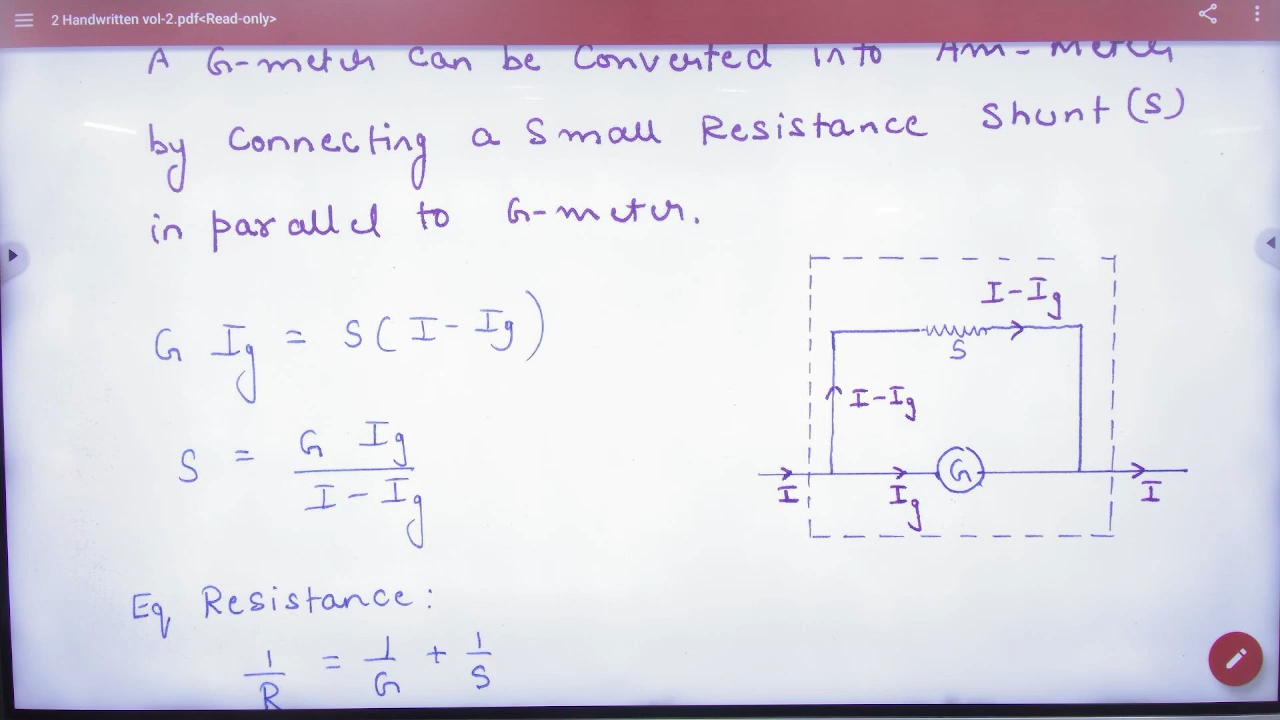 2 Handwritten vol-2.pdf<Read-only>
A G-meter can be Converted into Am-Meter
by Connecting a Small Resistance Shunt (S)
in parallel to G-meter.
G Ig = S(I - Ig)
S = G Ig / I - Ig
I - Ig
S
I - Ig
G
I
Ig
I
Eq Resistance:
1/R = 1/G + 1/S